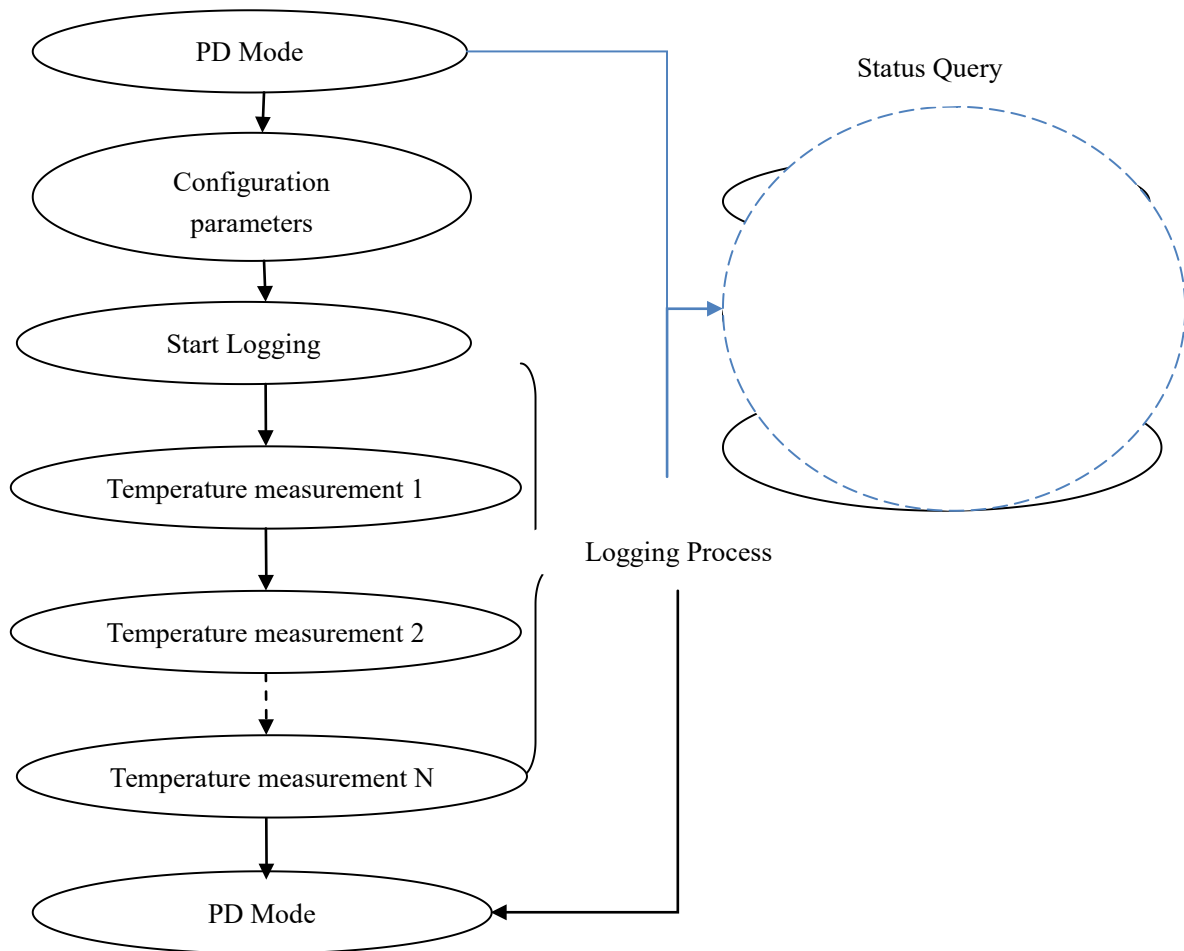 PD Mode
Status Query
Configuration
parameters
Start Logging
Temperature measurement 1
Logging Process
Temperature measurement 2
Temperature measurement N
PD Mode